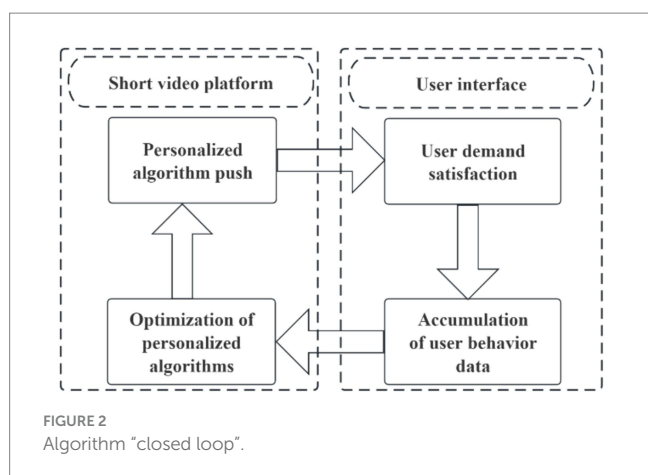 Short video platform
User interface
Personalized
algorithm push
User demand
satisfaction
Optimization of
personalized
algorithms
Accumulation
of user behavior
data
FIGURE 2
Algorithm “closed loop”.